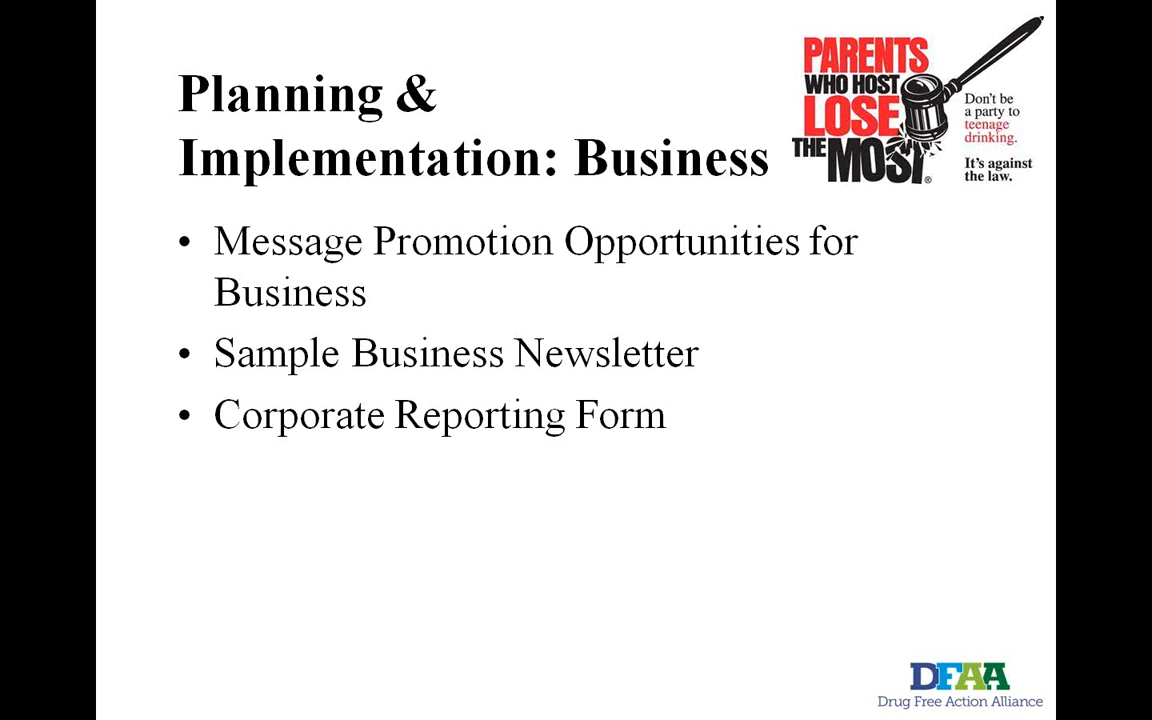 Planning &
Implementation: Business
PARENTS
WHO HOST
LOSE
THE MOST®
Don't be
a party to
teenage
drinking.
It's against
the law.
• Message Promotion Opportunities for
Business
• Sample Business Newsletter
• Corporate Reporting Form
DFAA
Drug Free Action Alliance